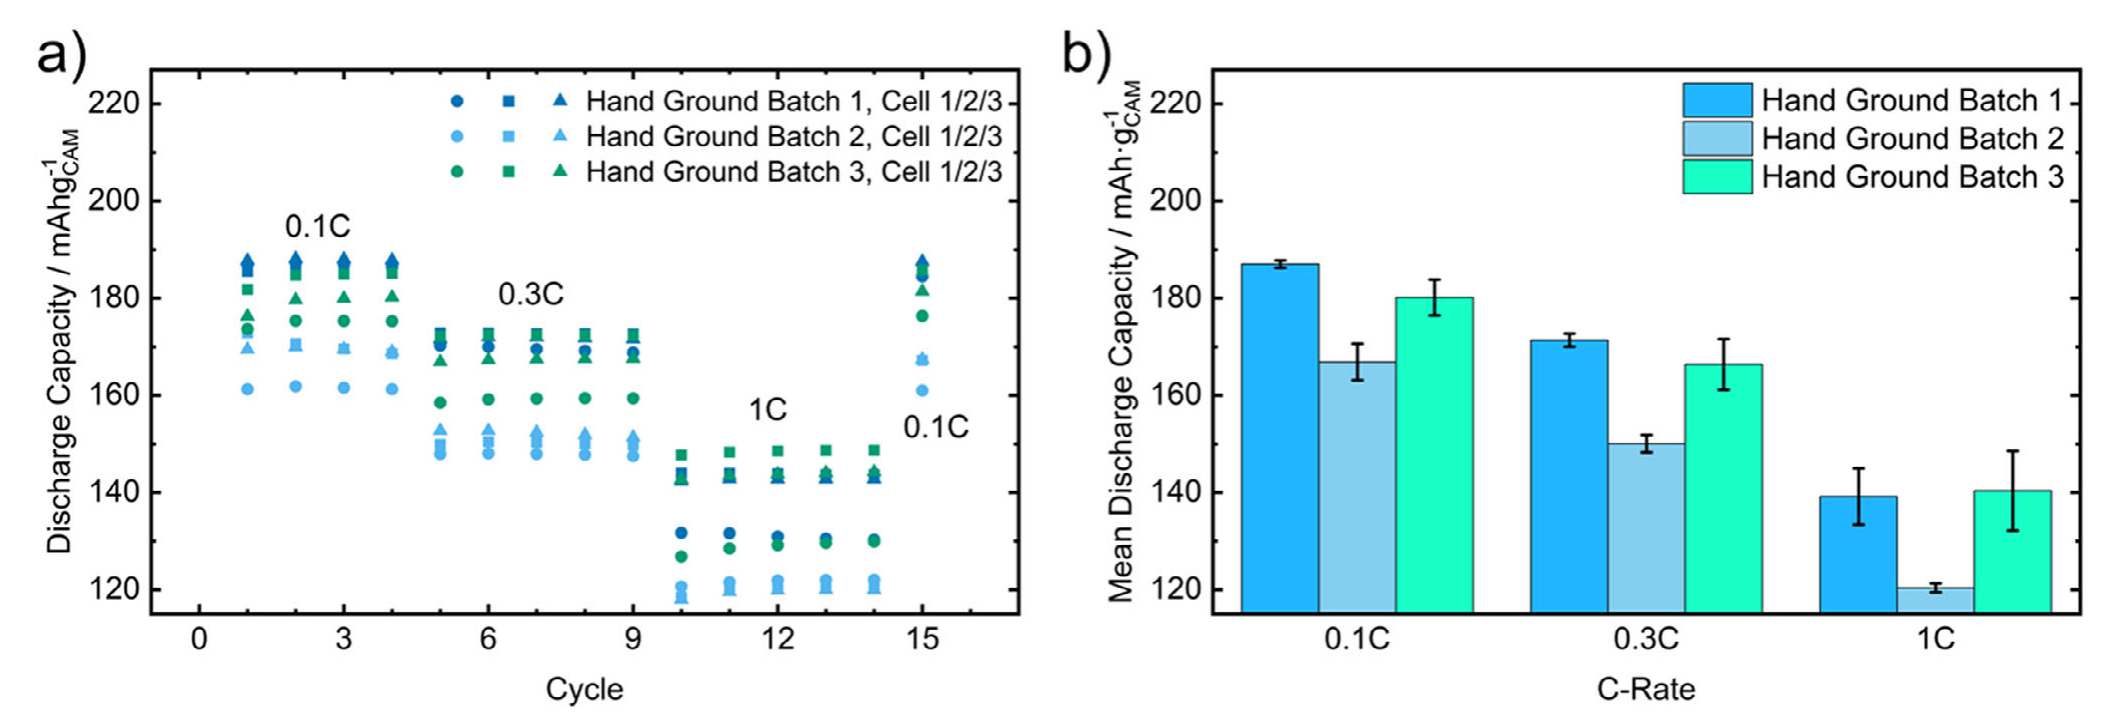 a)
Discharge Capacity / mAhg⁻¹CAM
220
200
180
160
140
120
Hand Ground Batch 1, Cell 1/2/3
Hand Ground Batch 2, Cell 1/2/3
Hand Ground Batch 3, Cell 1/2/3
0.1C
0.3C
1C
0.1C
0 3 6 9 12 15
Cycle
b)
Mean Discharge Capacity / mAh·g⁻¹CAM
220
200
180
160
140
120
Hand Ground Batch 1
Hand Ground Batch 2
Hand Ground Batch 3
0.1C 0.3C 1C
C-Rate